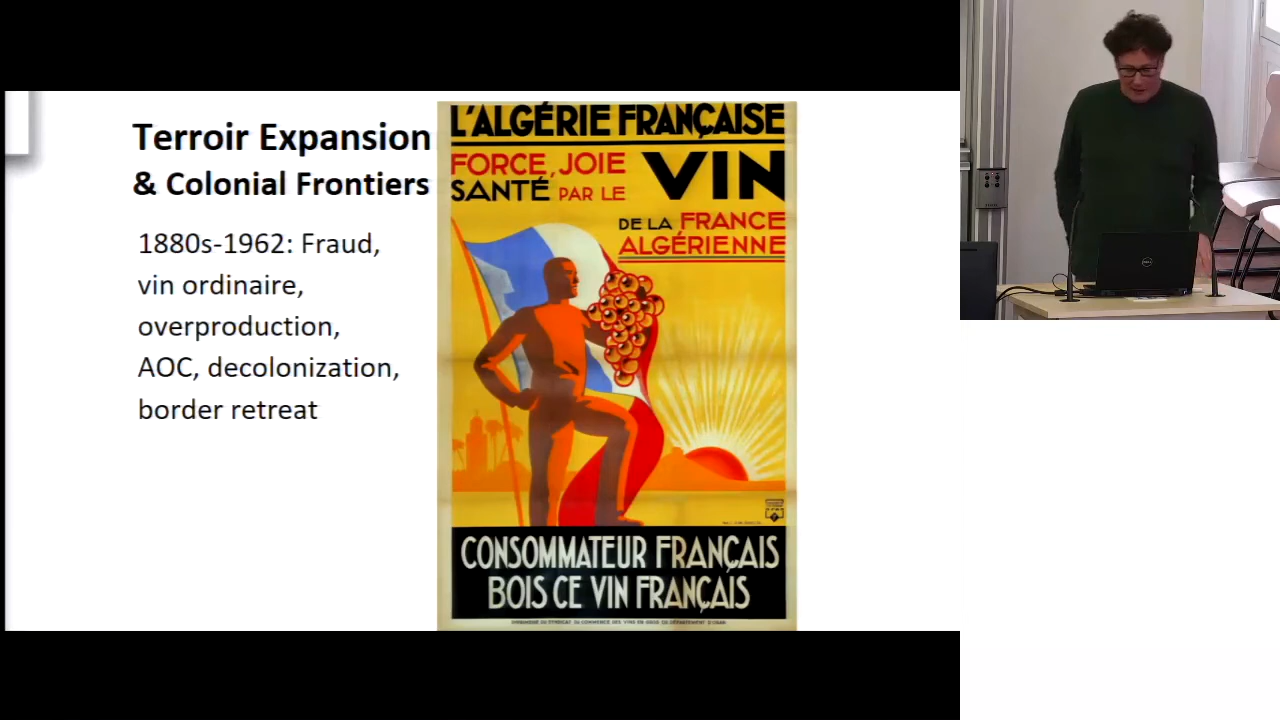 Terroir Expansion
& Colonial Frontiers
1880s-1962: Fraud,
vin ordinaire,
overproduction,
AOC, decolonization,
border retreat
L'ALGÉRIE FRANÇAISE
FORCE, JOIE
SANTÉ PAR LE VIN
DE LA FRANCE
ALGÉRIENNE
CONSOMMATEUR FRANÇAIS
BOIS CE VIN FRANÇAIS
DELL